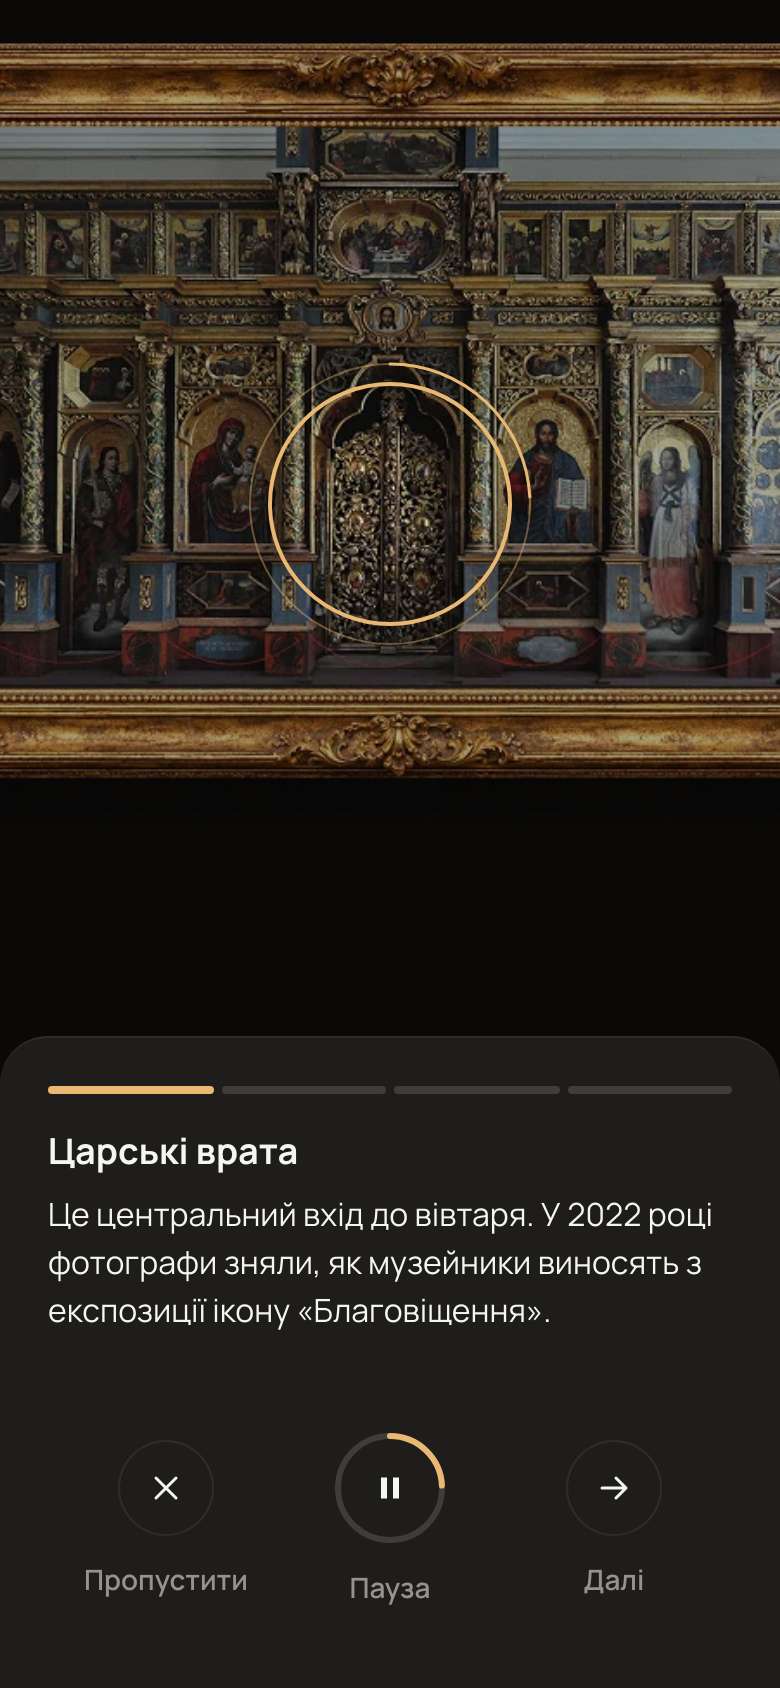 Царські врата
Це центральний вхід до вівтаря. У 2022 році
фотографи зняли, як музейники виносять з
експозиції ікону «Благовіщення».
Пропустити
Пауза
Далі